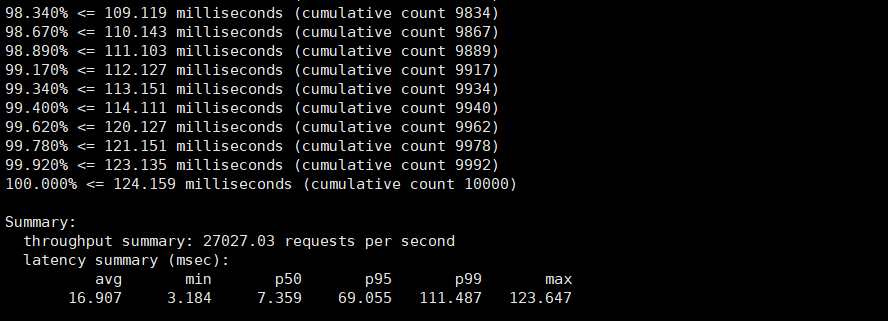 98.340% <= 109.119 milliseconds (cumulative count 9834)
98.670% <= 110.143 milliseconds (cumulative count 9867)
98.890% <= 111.103 milliseconds (cumulative count 9889)
99.170% <= 112.127 milliseconds (cumulative count 9917)
99.340% <= 113.151 milliseconds (cumulative count 9934)
99.400% <= 114.111 milliseconds (cumulative count 9940)
99.620% <= 120.127 milliseconds (cumulative count 9962)
99.780% <= 121.151 milliseconds (cumulative count 9978)
99.920% <= 123.135 milliseconds (cumulative count 9992)
100.000% <= 124.159 milliseconds (cumulative count 10000)
Summary:
throughput summary: 27027.03 requests per second
latency summary (msec):
avg min p50 p95 p99 max
16.907 3.184 7.359 69.055 111.487 123.647